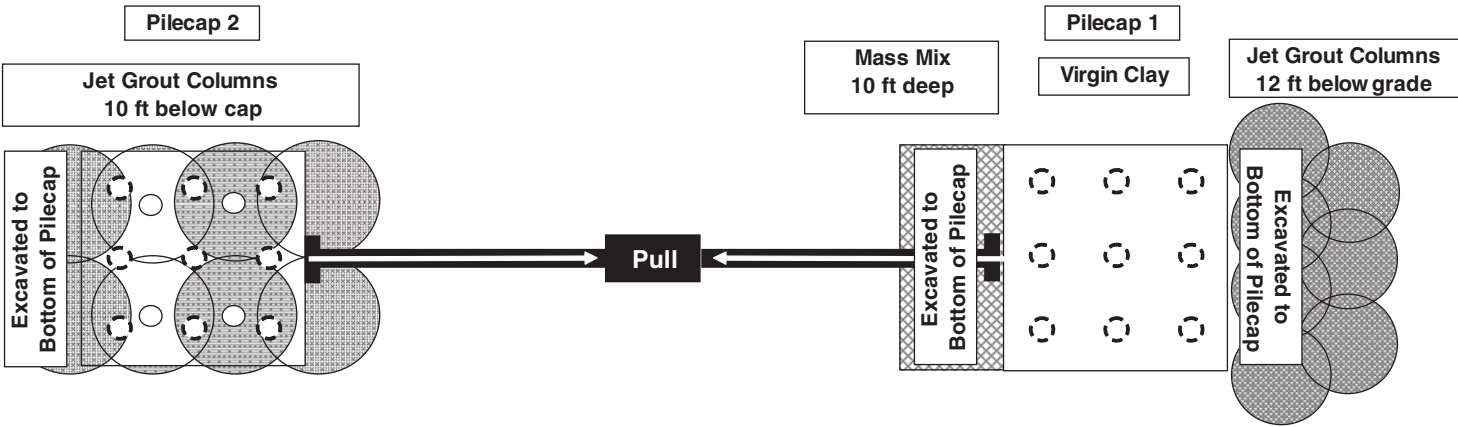 Pilecap 2
Jet Grout Columns
10 ft below cap
Excavated to
Bottom of Pilecap
Pull
Mass Mix
10 ft deep
Pilecap 1
Virgin Clay
Jet Grout Columns
12 ft below grade
Excavated to
Bottom of Pilecap
Excavated to
Bottom of Pilecap